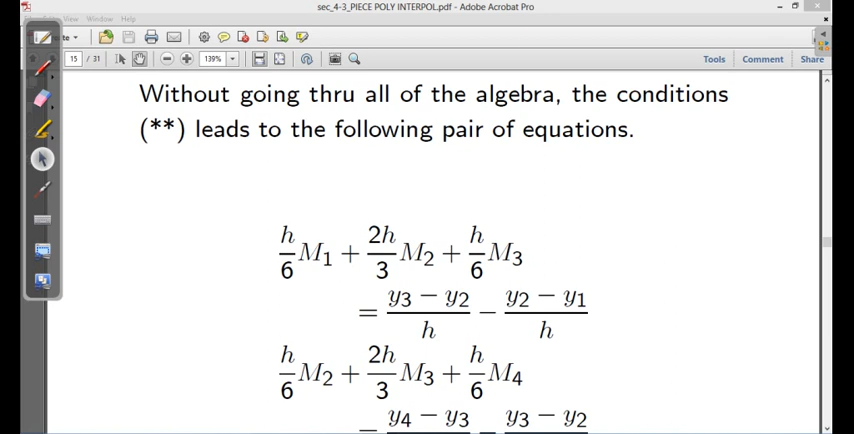 sec_4-3_PIECE POLY INTERPOL.pdf - Adobe Acrobat Pro
Window Help
15 / 31 139% Tools Comment Share
Without going thru all of the algebra, the conditions
(**) leads to the following pair of equations.
h/6 M₁ + 2h/3 M₂ + h/6 M₃
= (y₃ − y₂)/h − (y₂ − y₁)/h
h/6 M₂ + 2h/3 M₃ + h/6 M₄
= y₄ − y₃ − y₃ − y₂